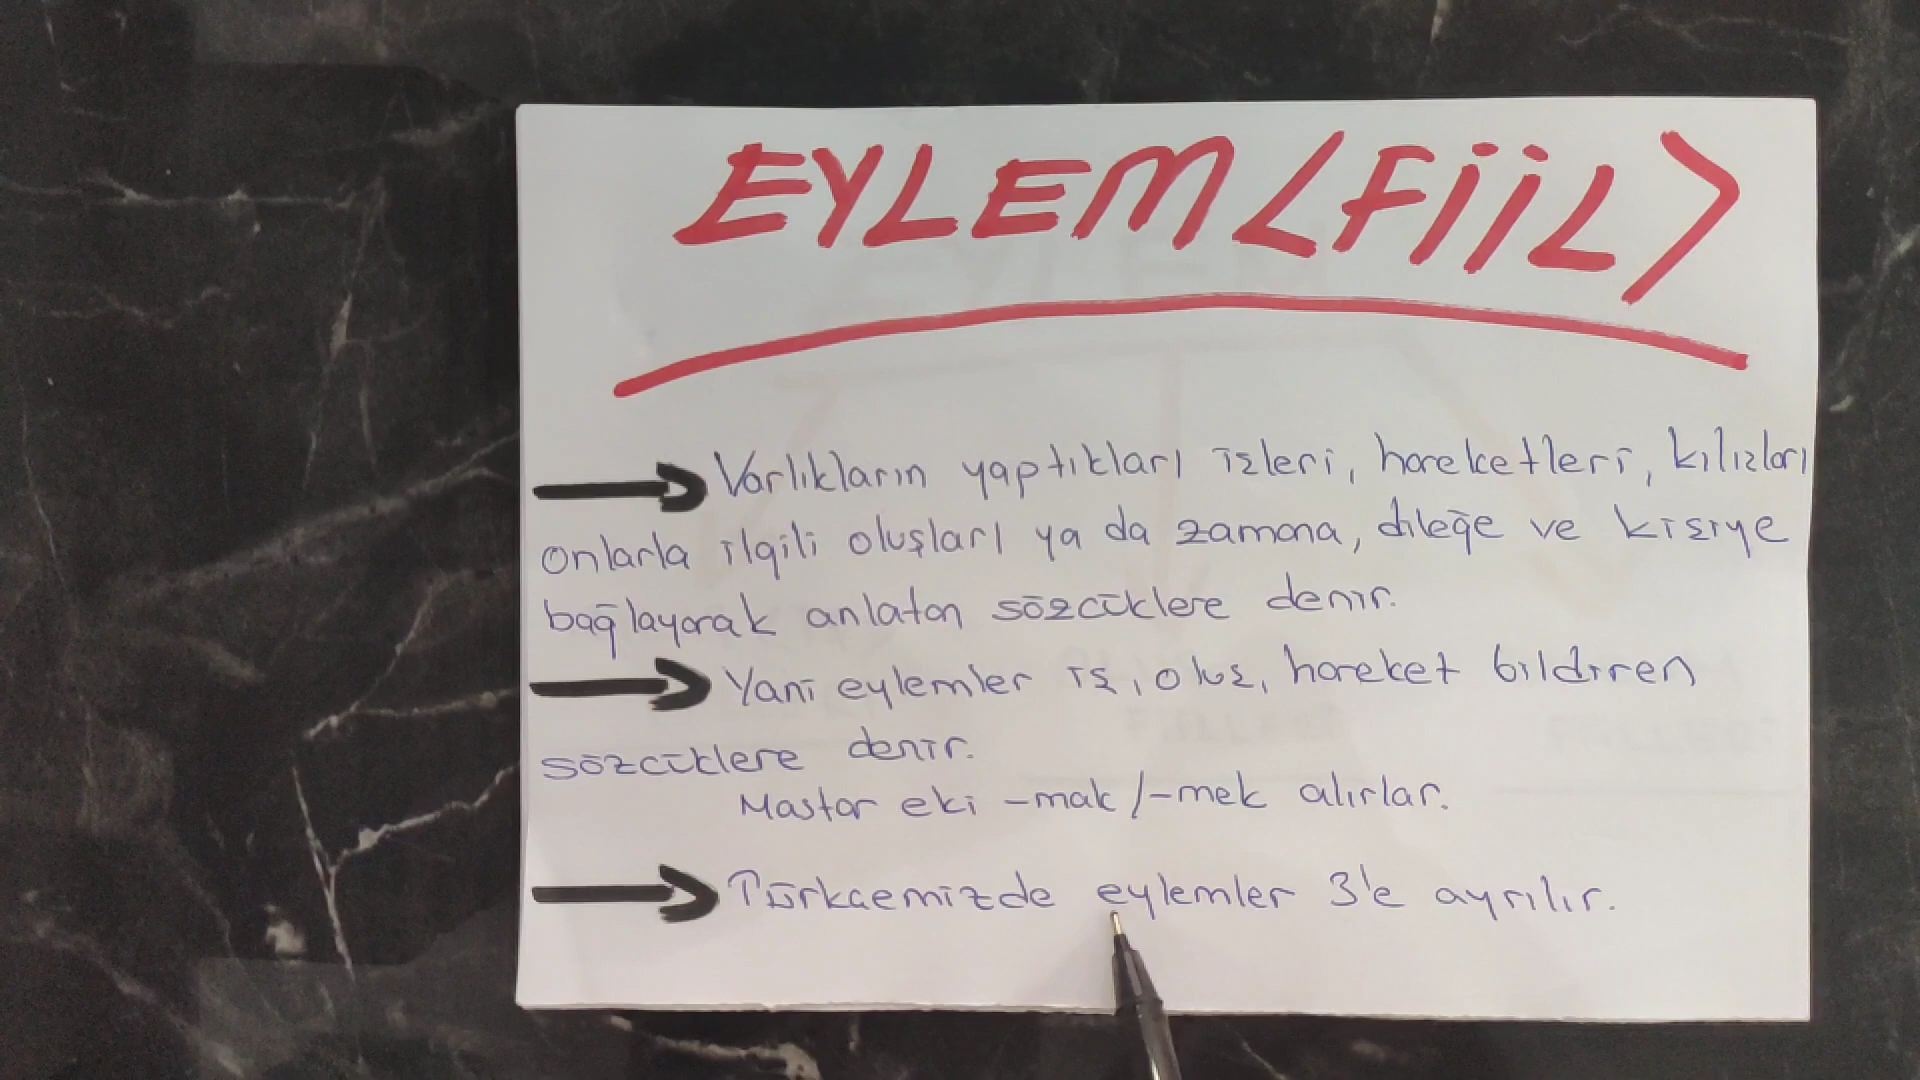 EYLEM <FİİL>
Varlıkların yaptıkları işleri, hareketleri, kılışları
onlarla ilgili oluşları ya da zamana, dileğe ve kişiye
bağlayarak anlatan sözcüklere denir.
Yani eylemler iş, oluş, hareket bildiren
sözcüklere denir.
Mastar eki -mak/-mek alırlar.
Türkçemizde eylemler 3'e ayrılır.